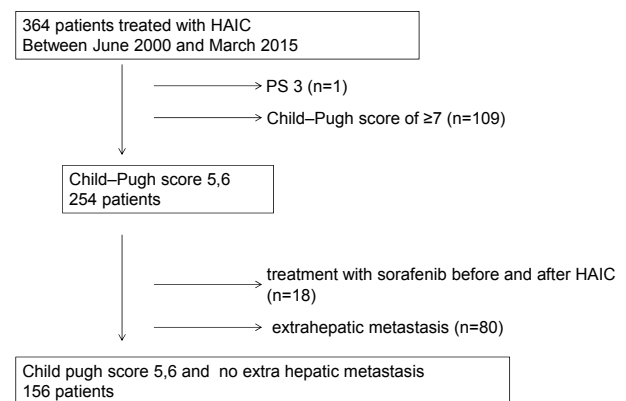 364 patients treated with HAIC
Between June 2000 and March 2015
PS 3 (n=1)
Child–Pugh score of ≥7 (n=109)
Child–Pugh score 5,6
254 patients
treatment with sorafenib before and after HAIC
(n=18)
extrahepatic metastasis (n=80)
Child pugh score 5,6 and no extra hepatic metastasis
156 patients